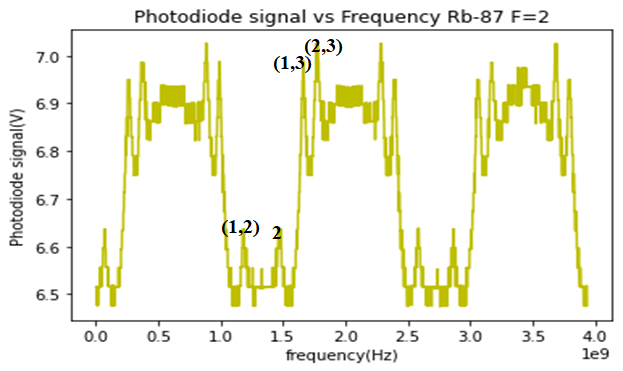 Photodiode signal vs Frequency Rb-87 F=2
(2,3)
(1,3)
7.0
6.9
6.8
6.7
6.6
6.5
Photodiode signal(V)
(1,2) 2
0.0 0.5 1.0 1.5 2.0 2.5 3.0 3.5 4.0
1e9
frequency(Hz)